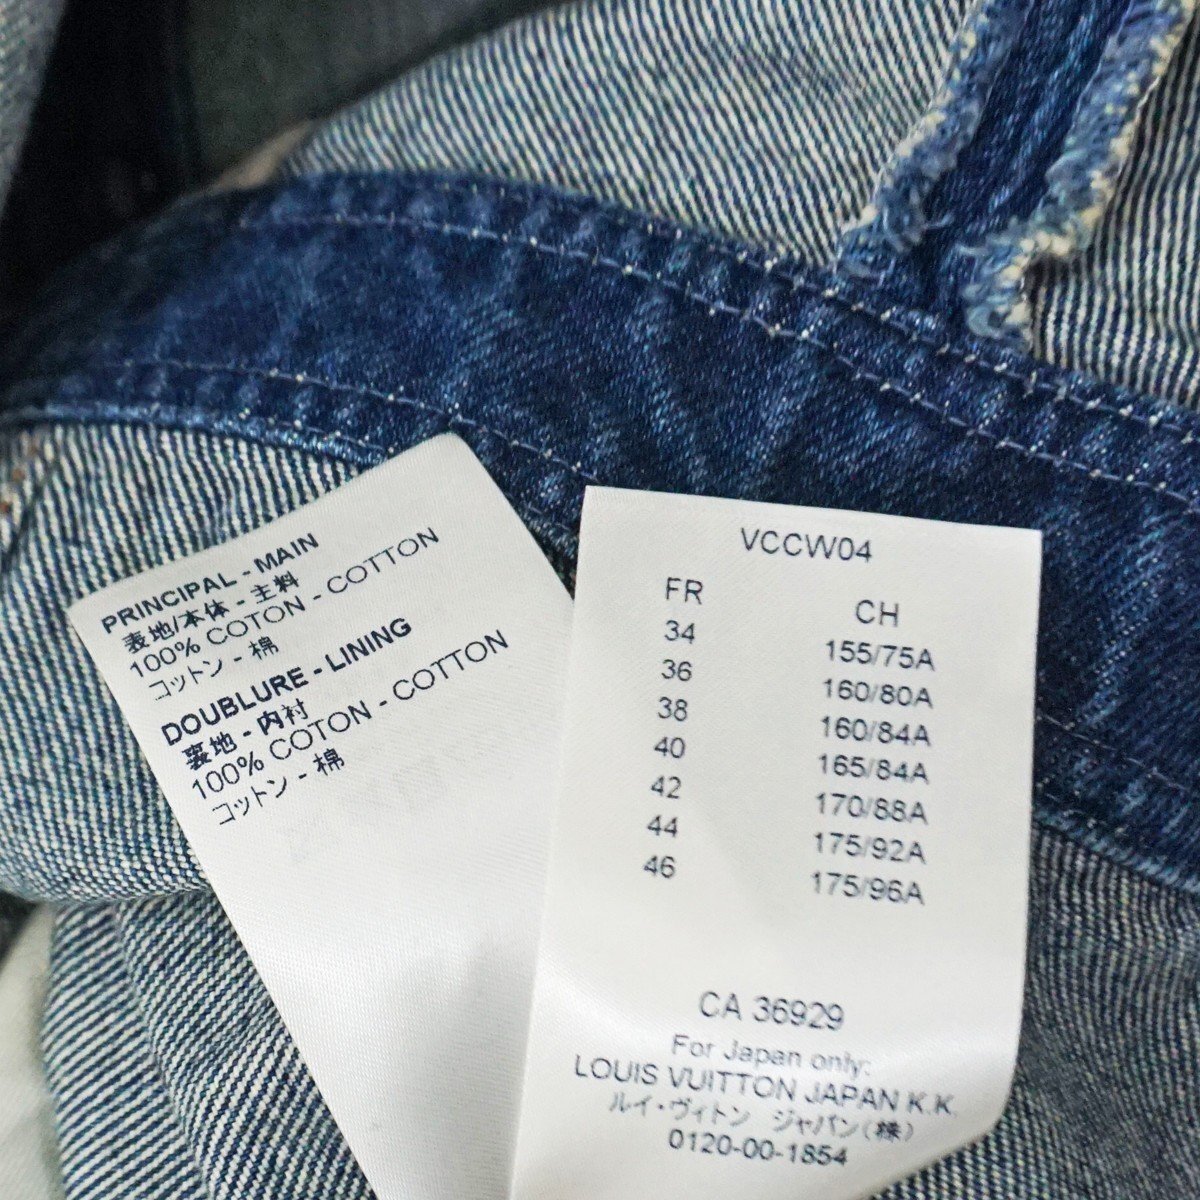 PRINCIPAL - MAIN
表地/本体 - 主料
100% COTON - COTTON
コットン - 棉
DOUBLURE - LINING
裏地 - 内衬
100% COTON - COTTON
コットン - 棉
VCCW04
FR CH
34 155/75A
36 160/80A
38 160/84A
40 165/84A
42 170/88A
44 175/92A
46 175/96A
CA 36929
For Japan only:
LOUIS VUITTON JAPAN K.K.
ルイ・ヴィトン ジャパン(株)
0120-00-1854